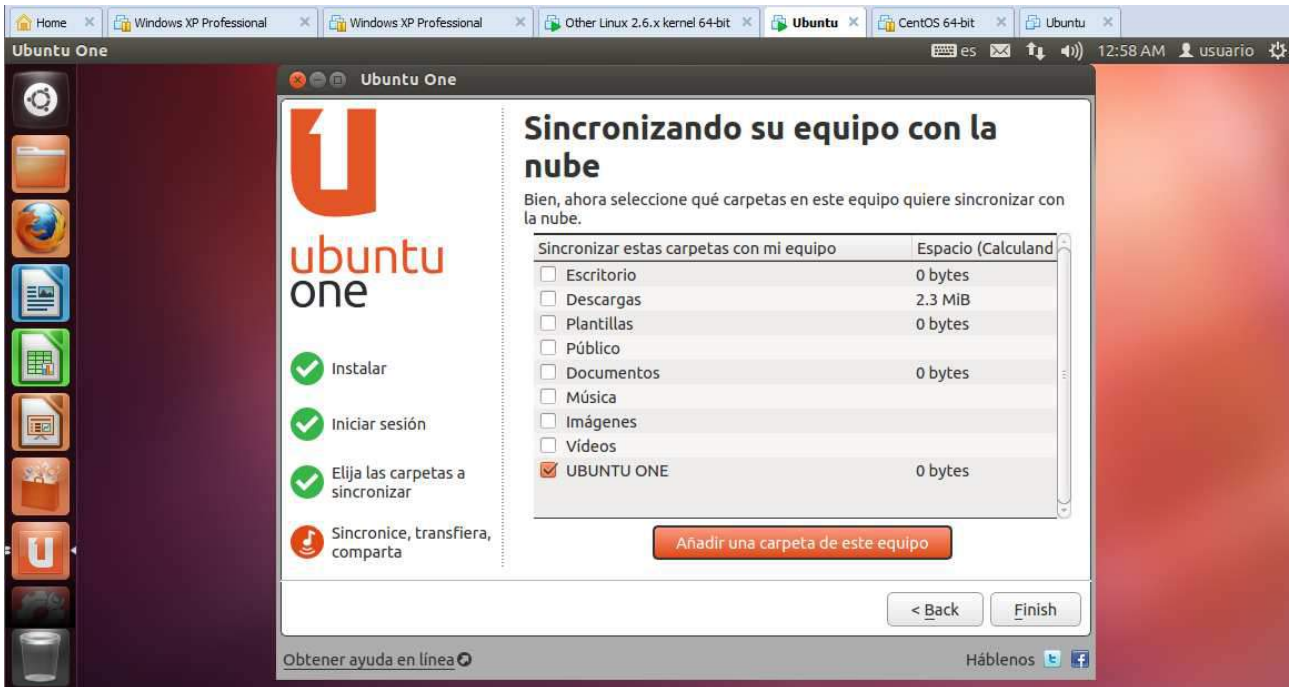 Home Windows XP Professional Windows XP Professional Other Linux 2.6.x kernel 64-bit Ubuntu CentOS 64-bit Ubuntu
Ubuntu One es 12:58 AM usuario
Ubuntu One
Sincronizando su equipo con la
nube
Bien, ahora seleccione qué carpetas en este equipo quiere sincronizar con
la nube.
ubuntu
one
Sincronizar estas carpetas con mi equipo Espacio (Calculand
Escritorio 0 bytes
Descargas 2.3 MiB
Plantillas 0 bytes
Público
Documentos 0 bytes
Música
Imágenes
Vídeos
UBUNTU ONE 0 bytes
Instalar
Iniciar sesión
Elija las carpetas a
sincronizar
Sincronice, transfiera,
comparta
Añadir una carpeta de este equipo
< Back Finish
Obtener ayuda en línea Háblenos